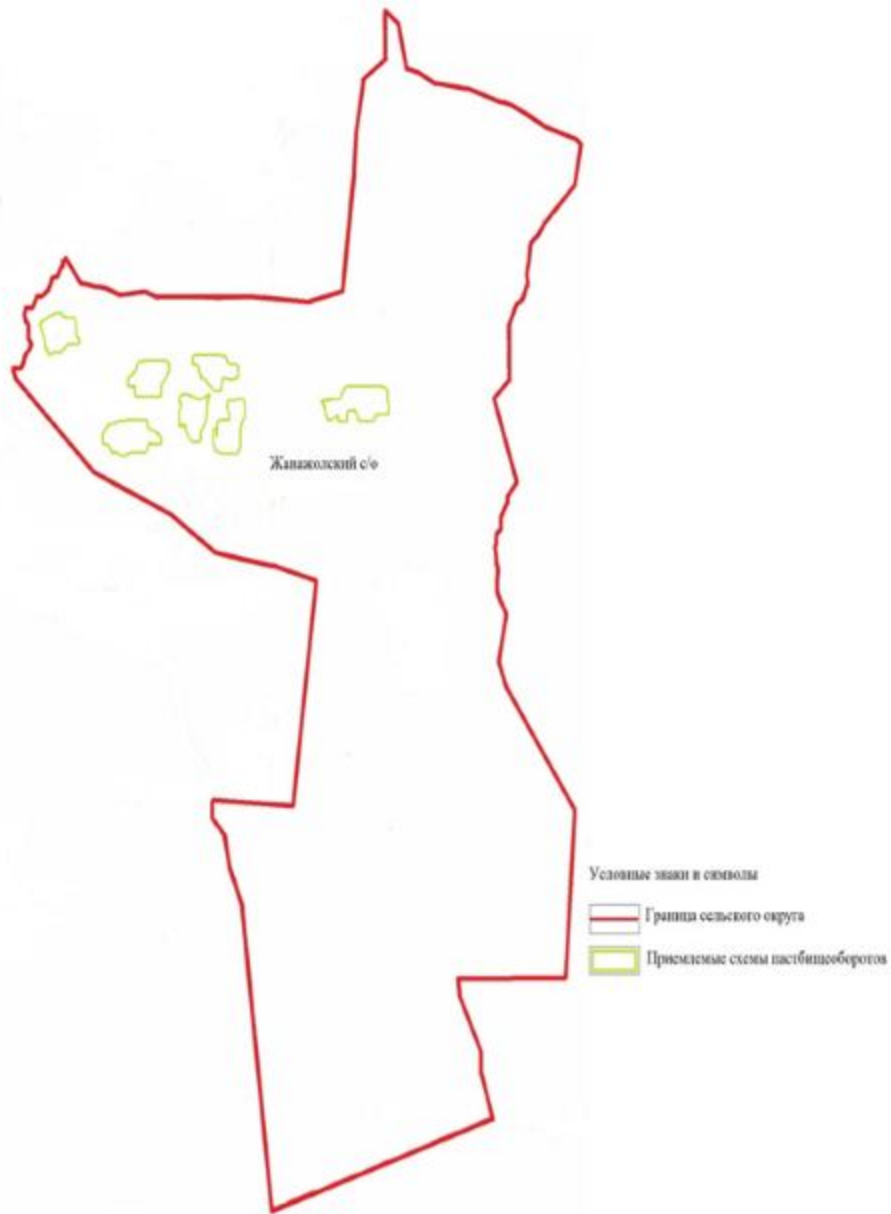 Жанажолский с/о
Условные знаки и символы
Граница сельского округа
Приемлемые схемы пастбищеоборотов